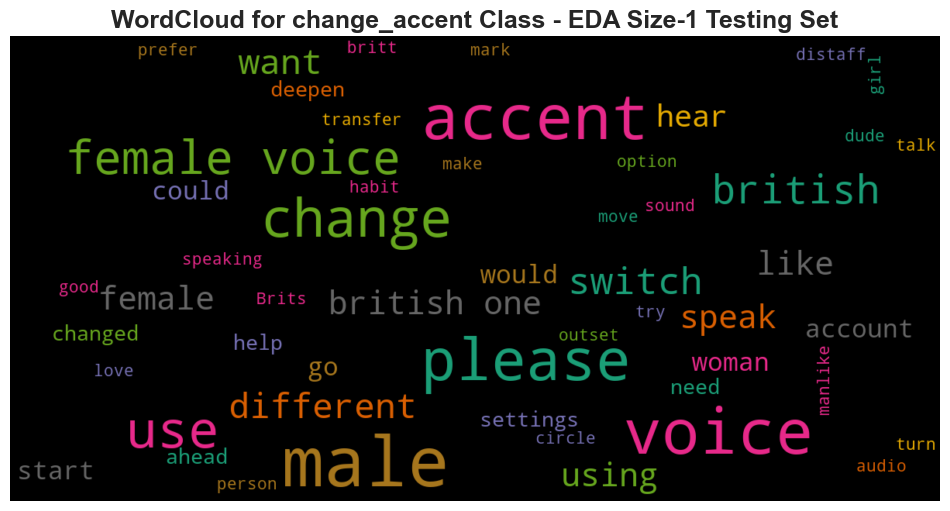 WordCloud for change_accent Class - EDA Size-1 Testing Set
prefer
britt
mark
distaff
want
girl
deepen
accent
hear
transfer
dude
talk
female voice
make
option
could
habit
british
change
sound
move
speaking
like
good
female
Brits
british one
would
switch
try
speak
account
changed
help
outset
please
love
go
woman
manlike
need
different
use
settings
circle
voice
turn
ahead
male
start
person
using
audio